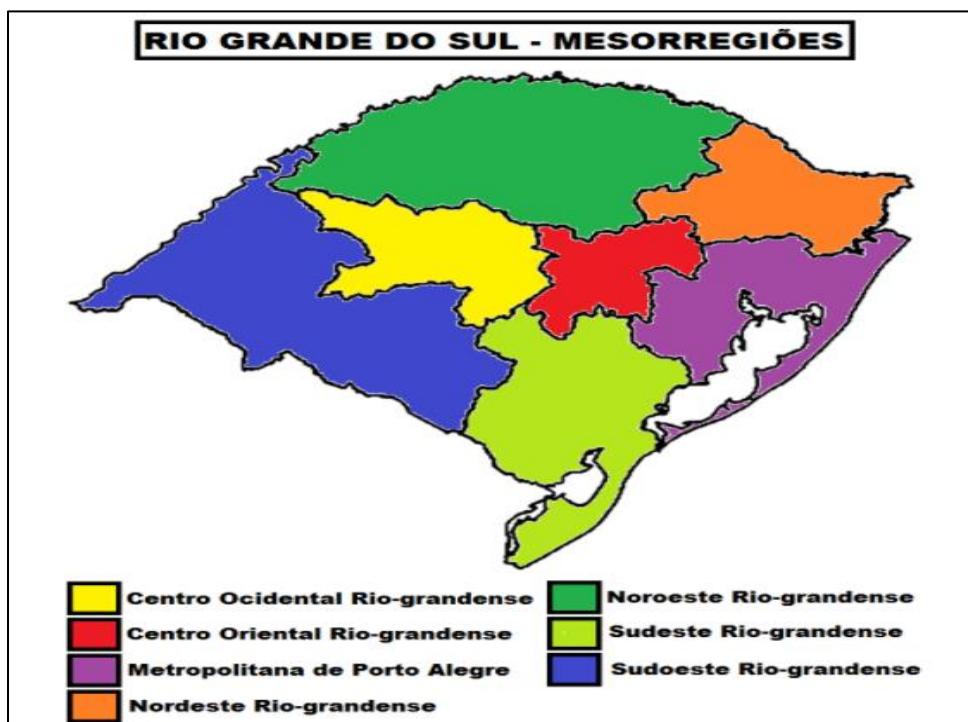 RIO GRANDE DO SUL - MESORREGIÕES
Centro Ocidental Rio-grandense
Centro Oriental Rio-grandense
Metropolitana de Porto Alegre
Nordeste Rio-grandense
Noroeste Rio-grandense
Sudeste Rio-grandense
Sudoeste Rio-grandense